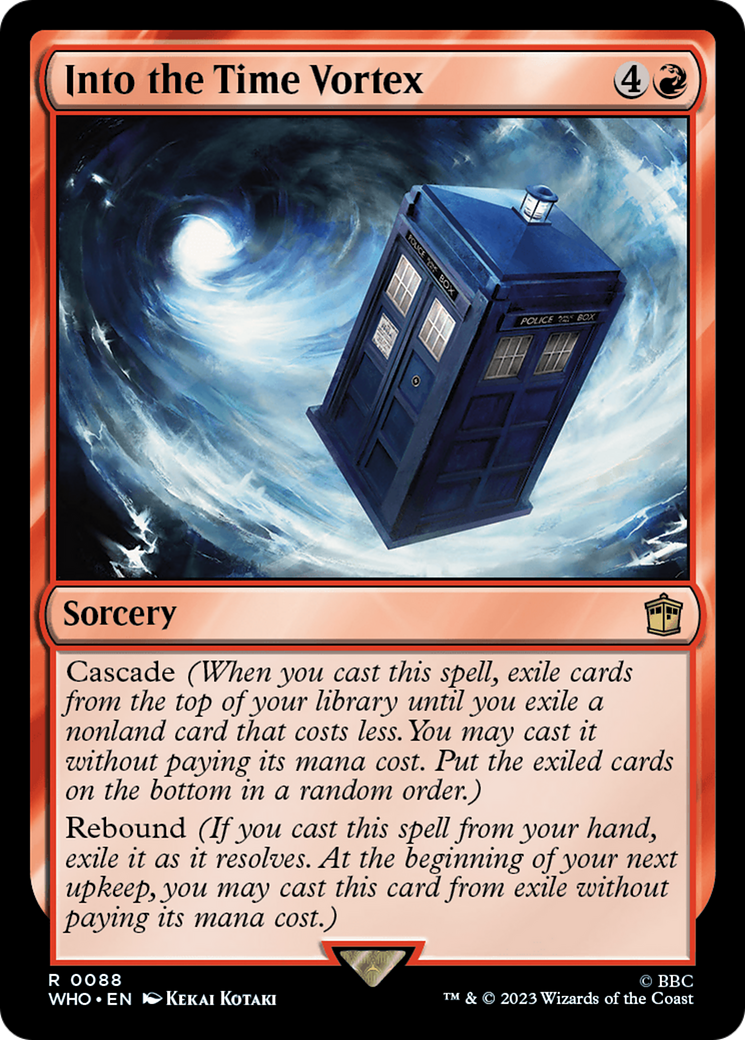 Into the Time Vortex 4
POLICE BOX
POLICE BOX
Sorcery
Cascade (When you cast this spell, exile cards
from the top of your library until you exile a
nonland card that costs less. You may cast it
without paying its mana cost. Put the exiled cards
on the bottom in a random order.)
Rebound (If you cast this spell from your hand,
exile it as it resolves. At the beginning of your next
upkeep, you may cast this card from exile without
paying its mana cost.)
R 0088
WHO • EN KEKAI KOTAKI
© BBC
™ & © 2023 Wizards of the Coast